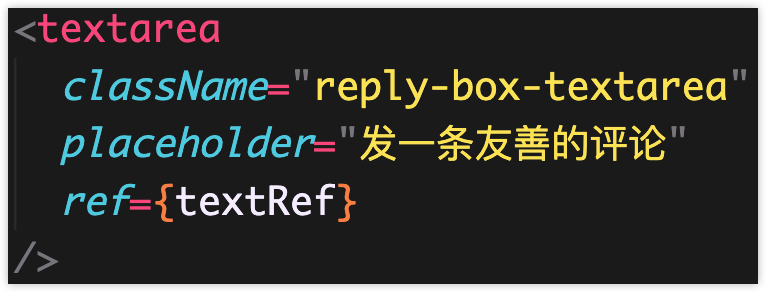 <textarea
className="reply-box-textarea"
placeholder="发一条友善的评论"
ref={textRef}
/>